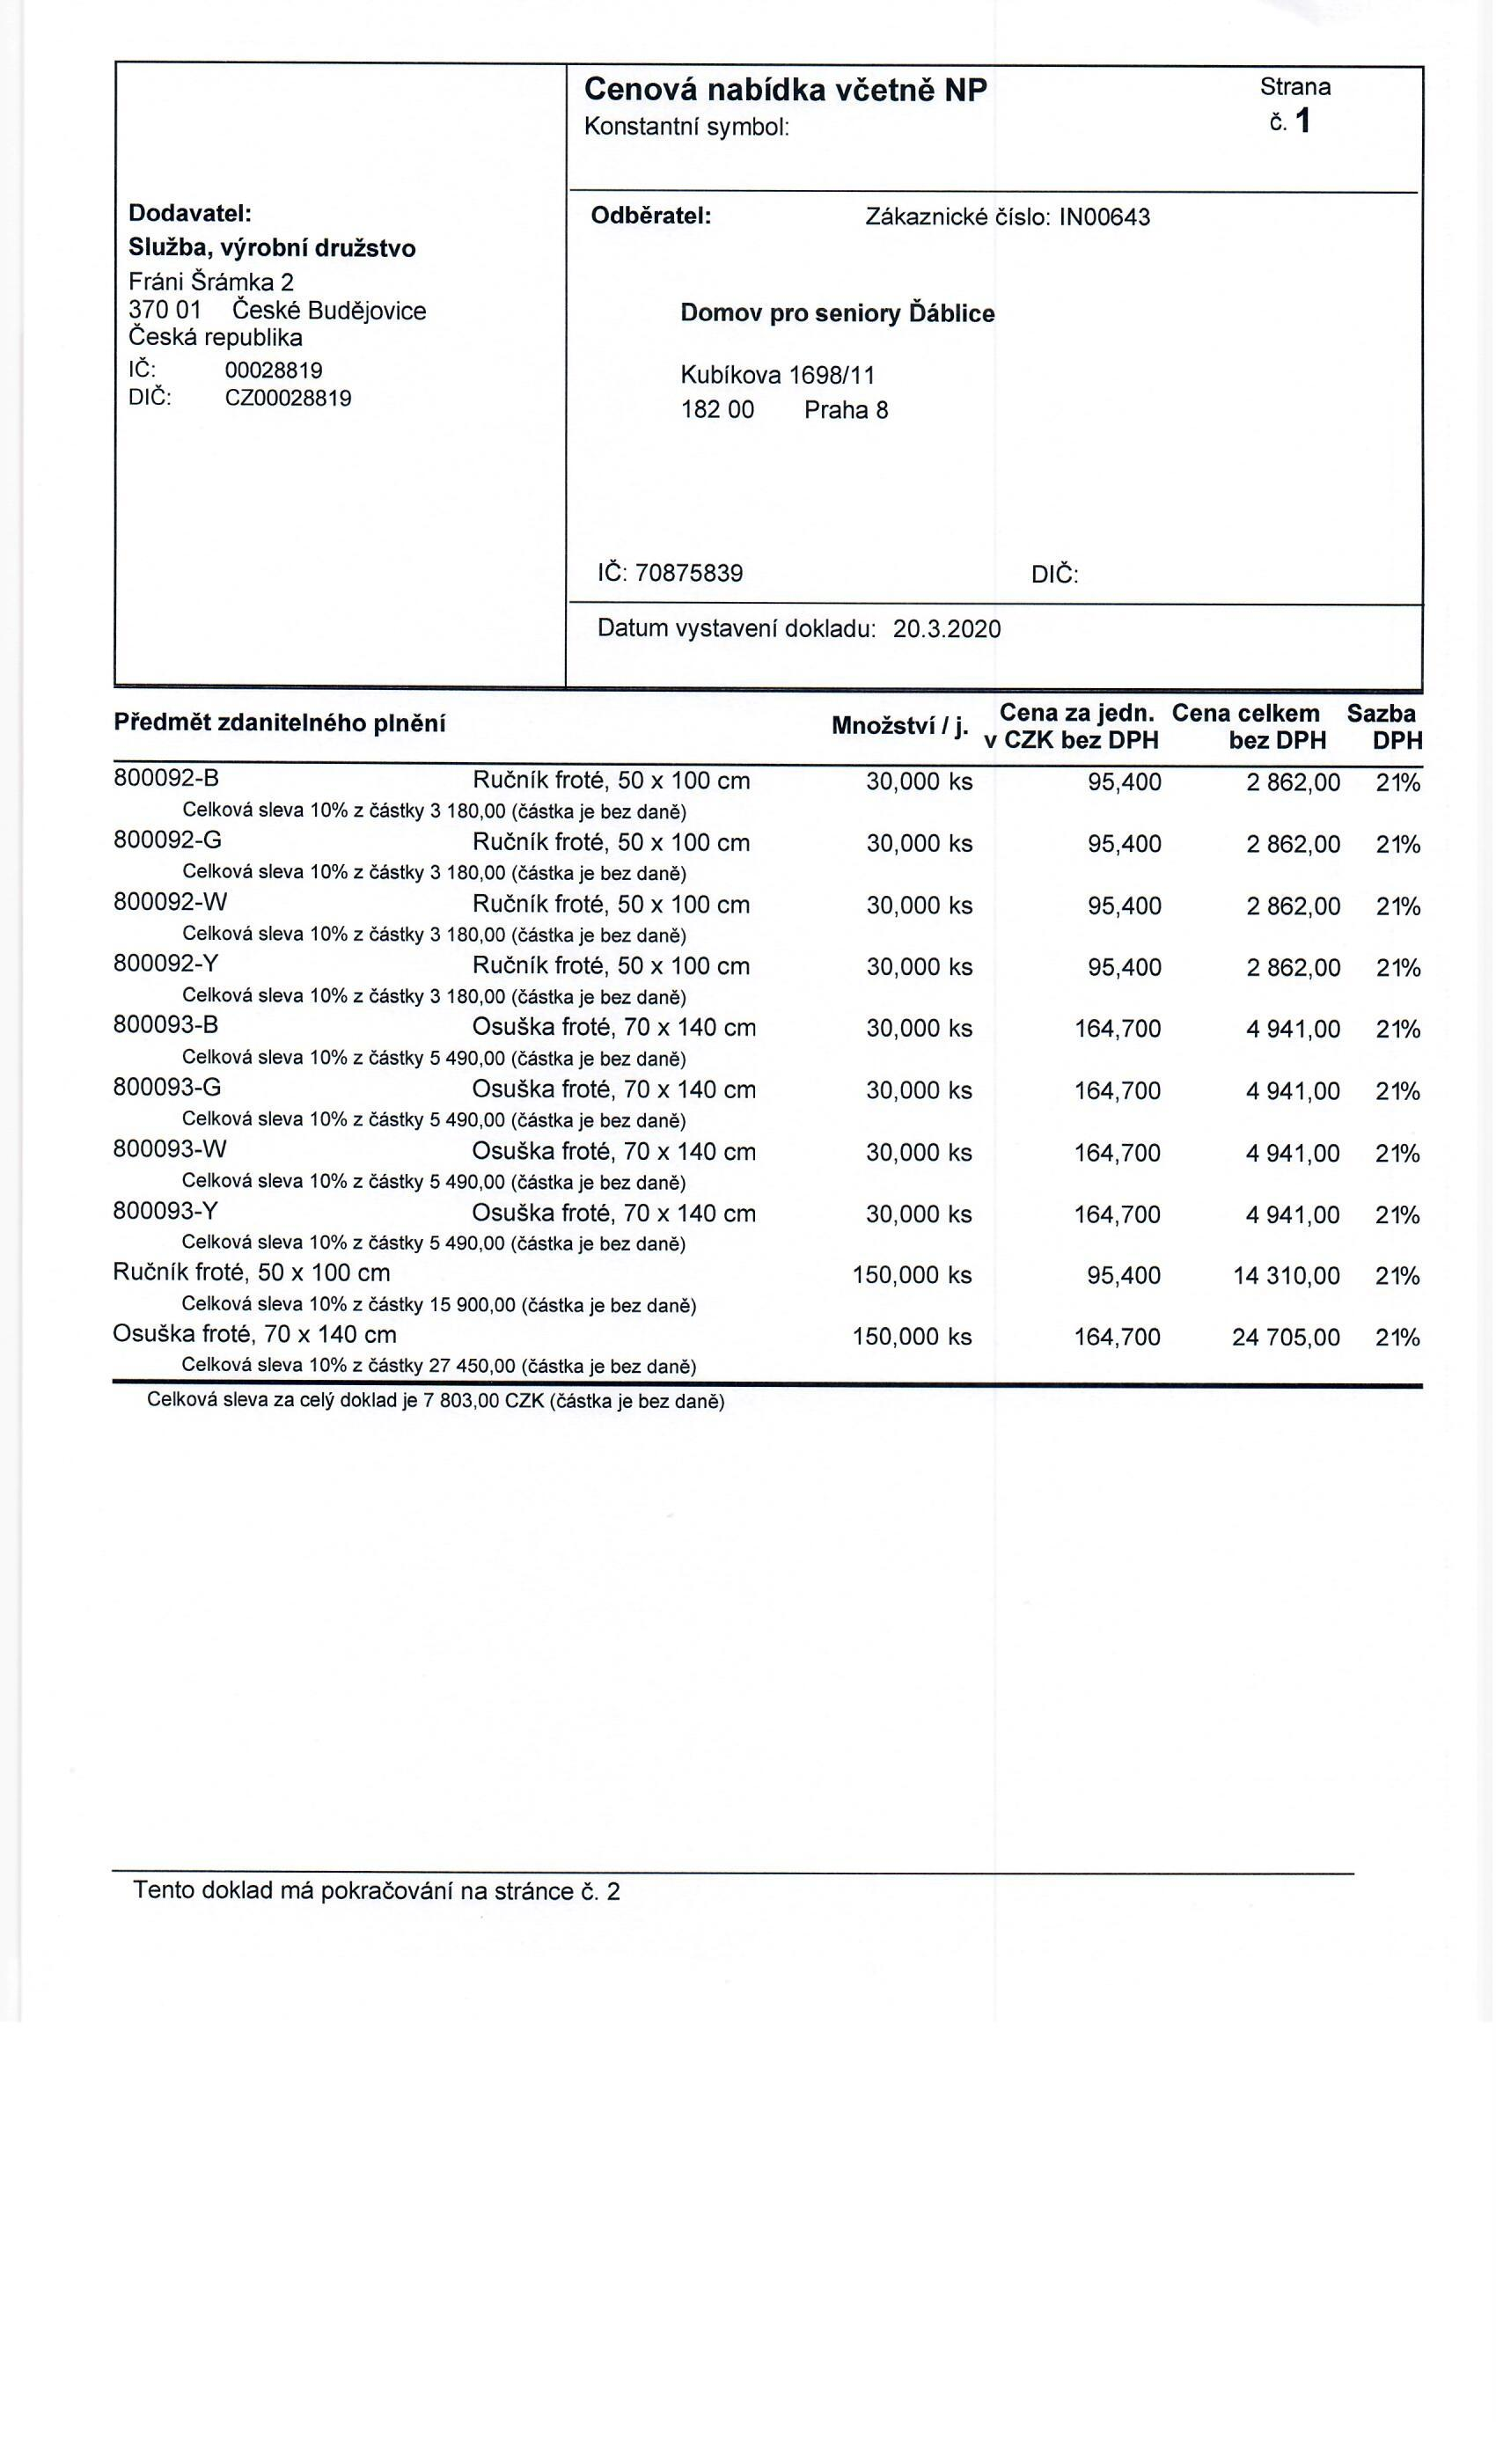 Cenová nabídka včetně NP
Strana
Konstantní symbol:
č. 1
Dodavatel:
Služba, výrobní družstvo
Fráni Šrámka 2
370 01 České Budějovice
Česká republika
IČ: 00028819
DIČ: CZ00028819
Odběratel: Zákaznické číslo: IN00643
Domov pro seniory Ďáblice
Kubíkova 1698/11
182 00 Praha 8
IČ: 70875839 DIČ:
Datum vystavení dokladu: 20.3.2020
Předmět zdanitelného plnění Množství / j. Cena za jedn. v CZK bez DPH Cena celkem bez DPH Sazba DPH
800092-B Ručník froté, 50 x 100 cm 30,000 ks 95,400 2 862,00 21%
Celková sleva 10% z částky 3 180,00 (částka je bez daně)
800092-G Ručník froté, 50 x 100 cm 30,000 ks 95,400 2 862,00 21%
Celková sleva 10% z částky 3 180,00 (částka je bez daně)
800092-W Ručník froté, 50 x 100 cm 30,000 ks 95,400 2 862,00 21%
Celková sleva 10% z částky 3 180,00 (částka je bez daně)
800092-Y Ručník froté, 50 x 100 cm 30,000 ks 95,400 2 862,00 21%
Celková sleva 10% z částky 3 180,00 (částka je bez daně)
800093-B Osuška froté, 70 x 140 cm 30,000 ks 164,700 4 941,00 21%
Celková sleva 10% z částky 5 490,00 (částka je bez daně)
800093-G Osuška froté, 70 x 140 cm 30,000 ks 164,700 4 941,00 21%
Celková sleva 10% z částky 5 490,00 (částka je bez daně)
800093-W Osuška froté, 70 x 140 cm 30,000 ks 164,700 4 941,00 21%
Celková sleva 10% z částky 5 490,00 (částka je bez daně)
800093-Y Osuška froté, 70 x 140 cm 30,000 ks 164,700 4 941,00 21%
Celková sleva 10% z částky 5 490,00 (částka je bez daně)
Ručník froté, 50 x 100 cm 150,000 ks 95,400 14 310,00 21%
Celková sleva 10% z částky 15 900,00 (částka je bez daně)
Osuška froté, 70 x 140 cm 150,000 ks 164,700 24 705,00 21%
Celková sleva 10% z částky 27 450,00 (částka je bez daně)
Celková sleva za celý doklad je 7 803,00 CZK (částka je bez daně)
Tento doklad má pokračování na stránce č. 2